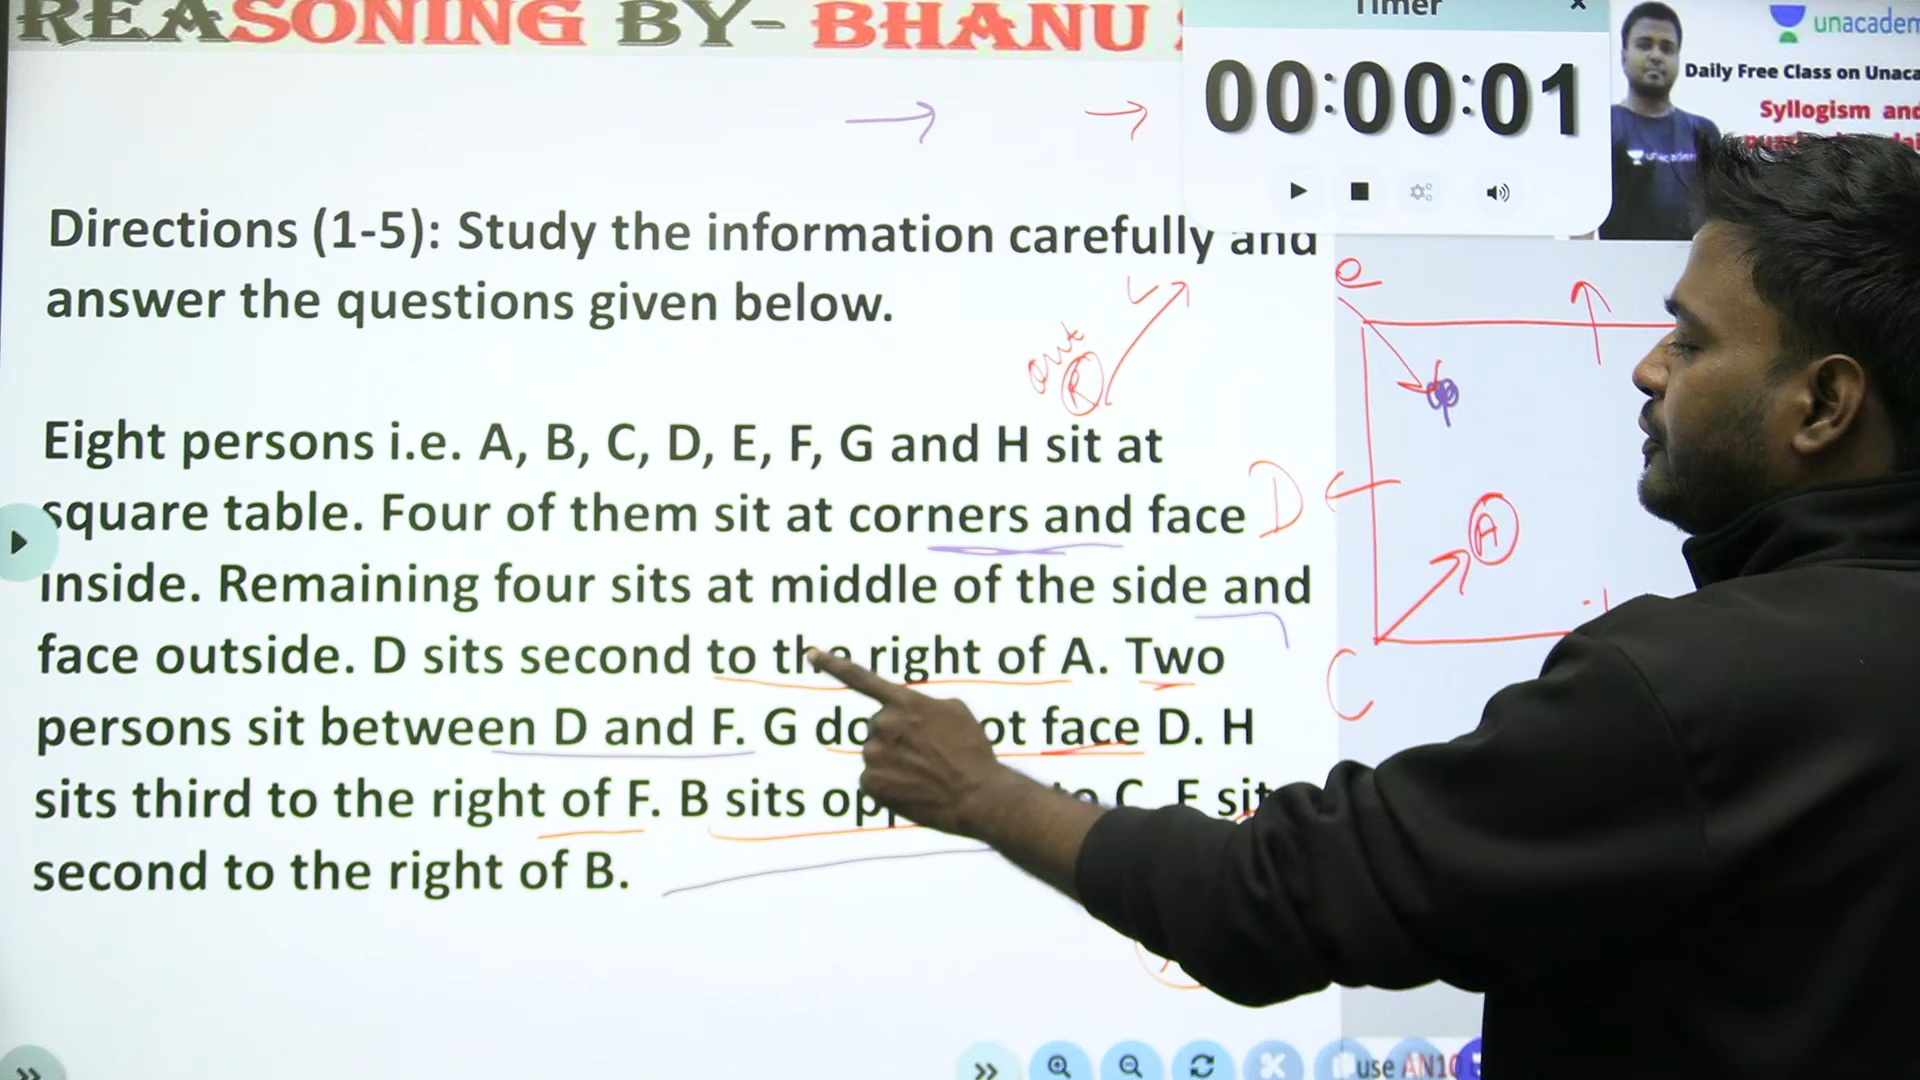 REASONING BY- BHANU
Timer
00:00:01
unacadem
Daily Free Class on Unaca
Syllogism and
Directions (1-5): Study the information carefully and
answer the questions given below.
out
R
e
Eight persons i.e. A, B, C, D, E, F, G and H sit at
square table. Four of them sit at corners and face
D
A
inside. Remaining four sits at middle of the side and
face outside. D sits second to the right of A. Two
C
persons sit between D and F. G face D. H
sits third to the right of F. B sits C. E
second to the right of B.
use AN10